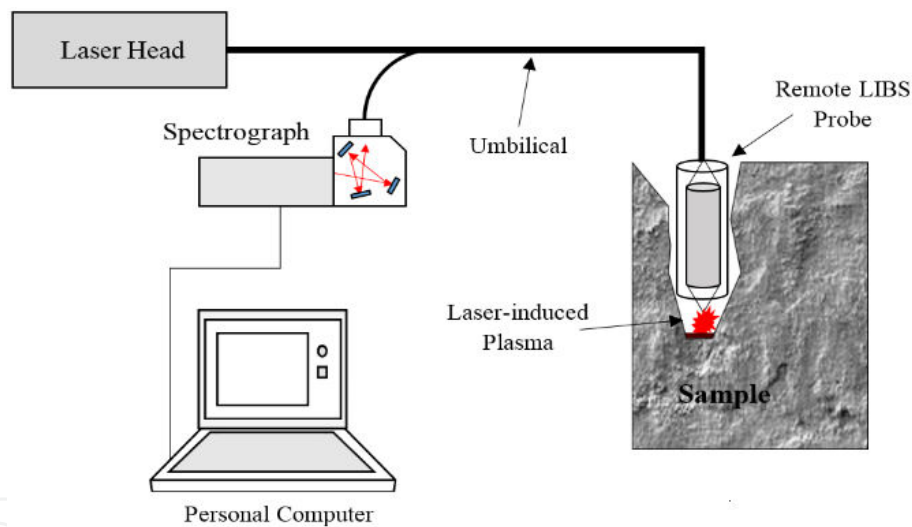 Laser Head
Remote LIBS
Probe
Spectrograph
Umbilical
Laser-induced
Plasma
Sample
Personal Computer